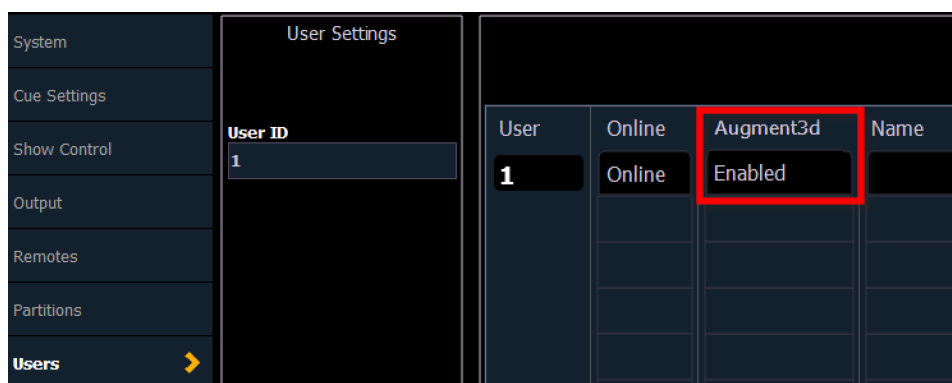 System
Cue Settings
Show Control
Output
Remotes
Partitions
Users
User Settings
User ID
1
User Online Augment3d Name
1 Online Enabled